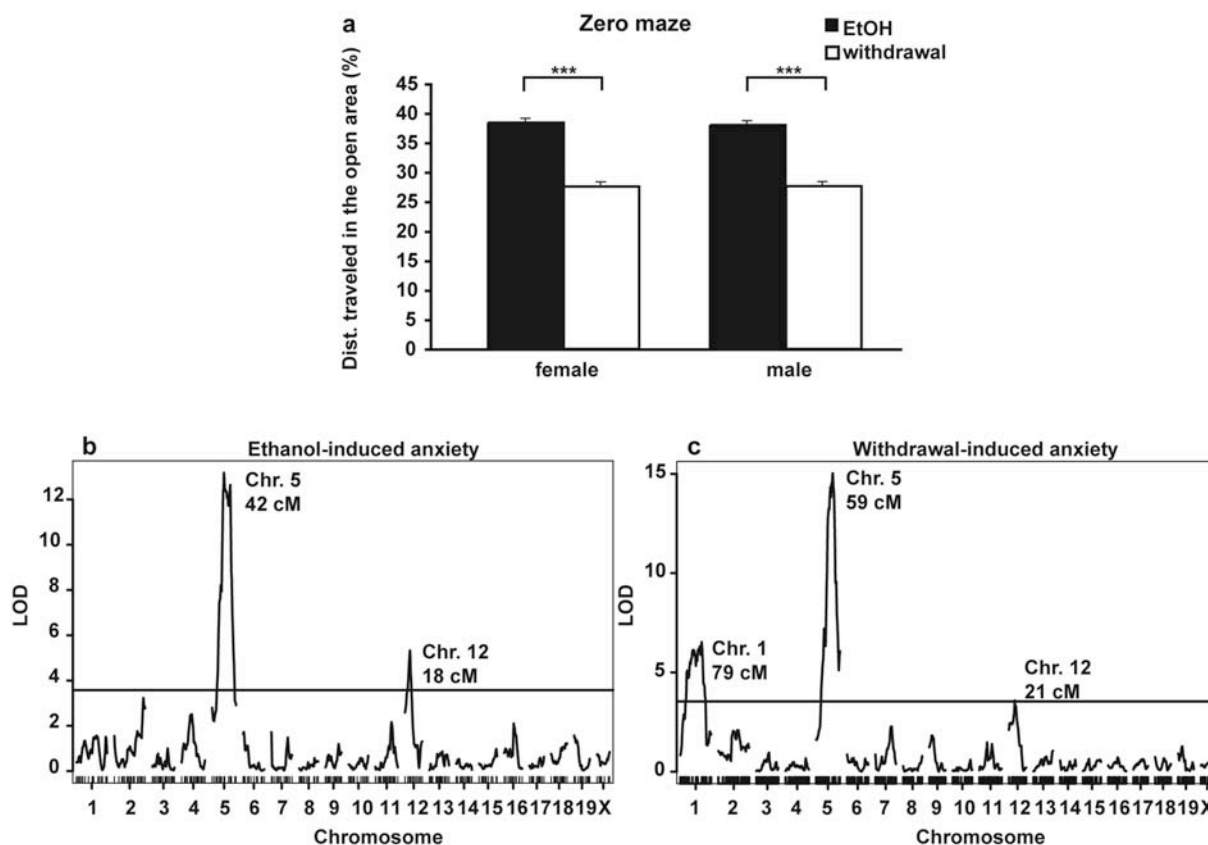 a
Zero maze
EtOH
withdrawal
Dist. traveled in the open area (%)
***
***
45
40
35
30
25
20
15
10
5
0
female
male
b
Ethanol-induced anxiety
LOD
12
10
8
6
4
2
0
Chr. 5
42 cM
Chr. 12
18 cM
1 2 3 4 5 6 7 8 9 10 11 12 13 14 15 16 17 18 19 X
Chromosome
c
Withdrawal-induced anxiety
LOD
15
10
5
0
Chr. 5
59 cM
Chr. 1
79 cM
Chr. 12
21 cM
1 2 3 4 5 6 7 8 9 10 11 12 13 14 15 16 17 18 19 X
Chromosome